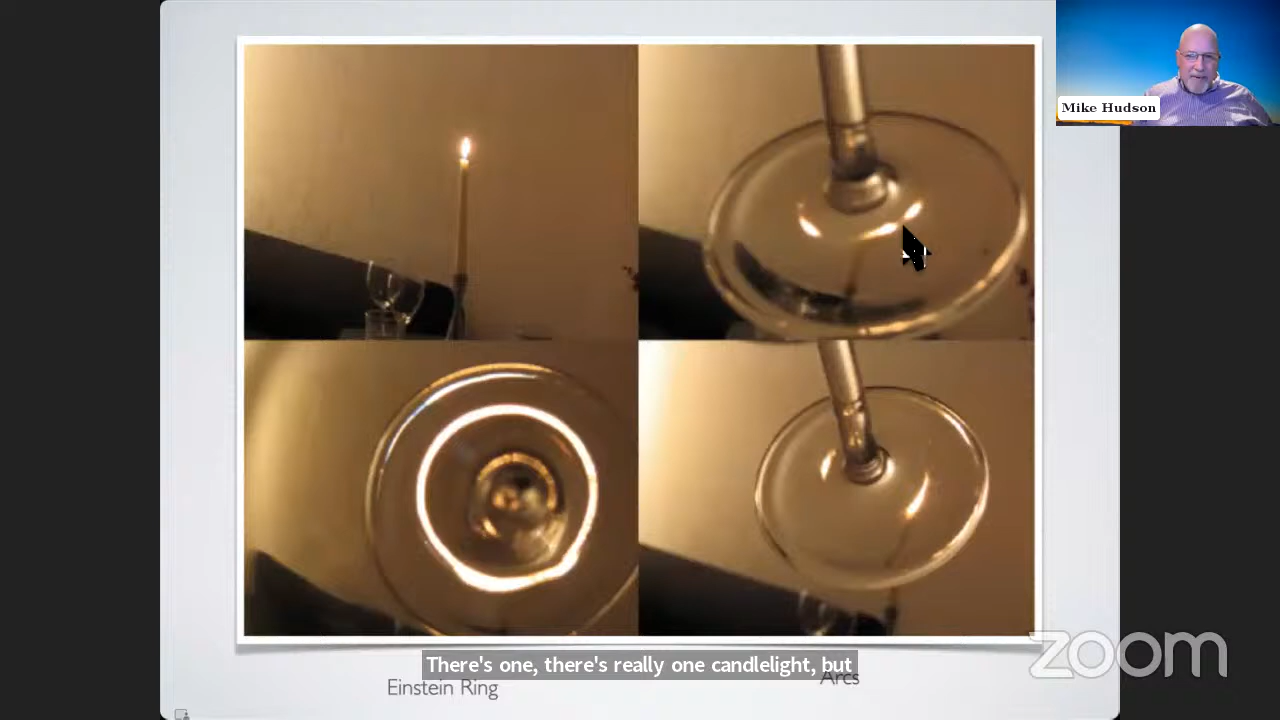 Mike Hudson
There's one, there's really one candlelight, but
Einstein Ring
Arcs
zoom